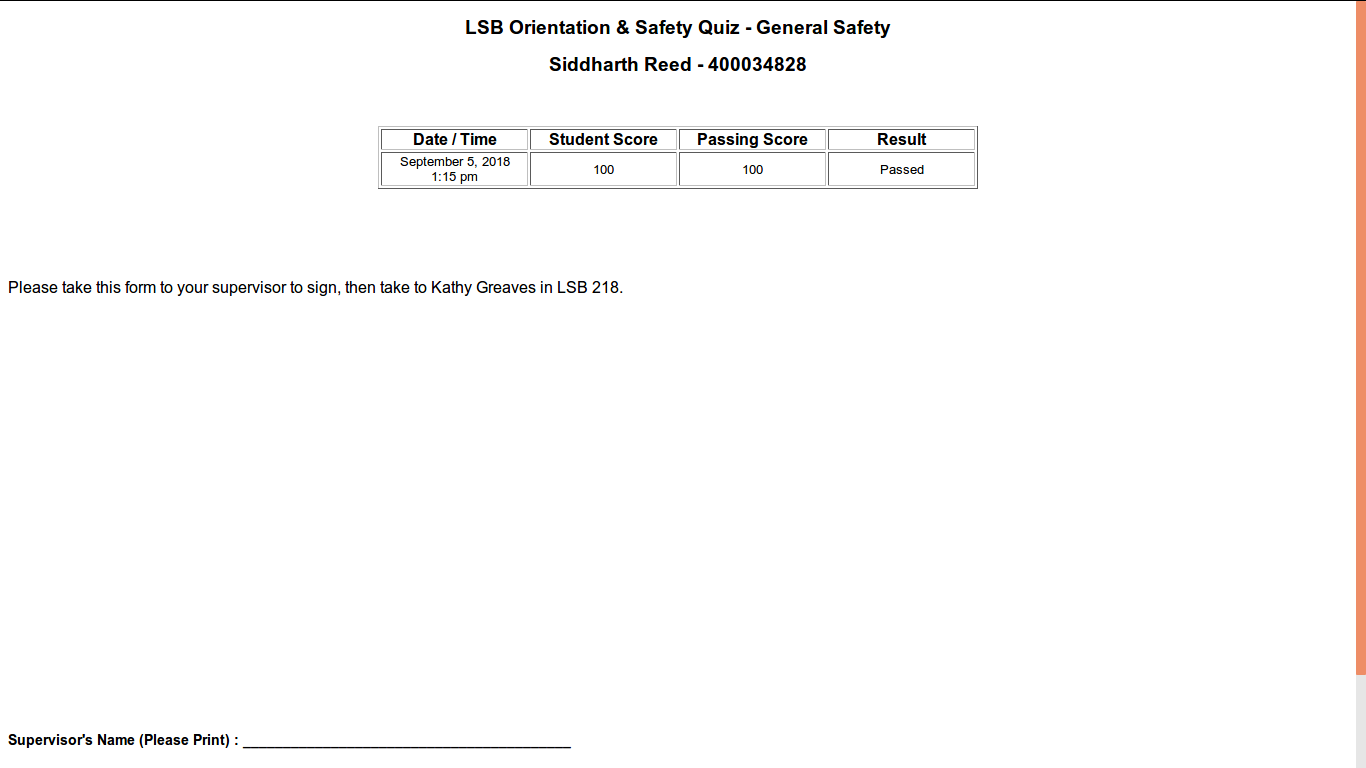 LSB Orientation & Safety Quiz - General Safety
Siddharth Reed - 400034828
Date / Time Student Score Passing Score Result
September 5, 2018
1:15 pm 100 100 Passed
Please take this form to your supervisor to sign, then take to Kathy Greaves in LSB 218.
Supervisor's Name (Please Print) : _________________________________________